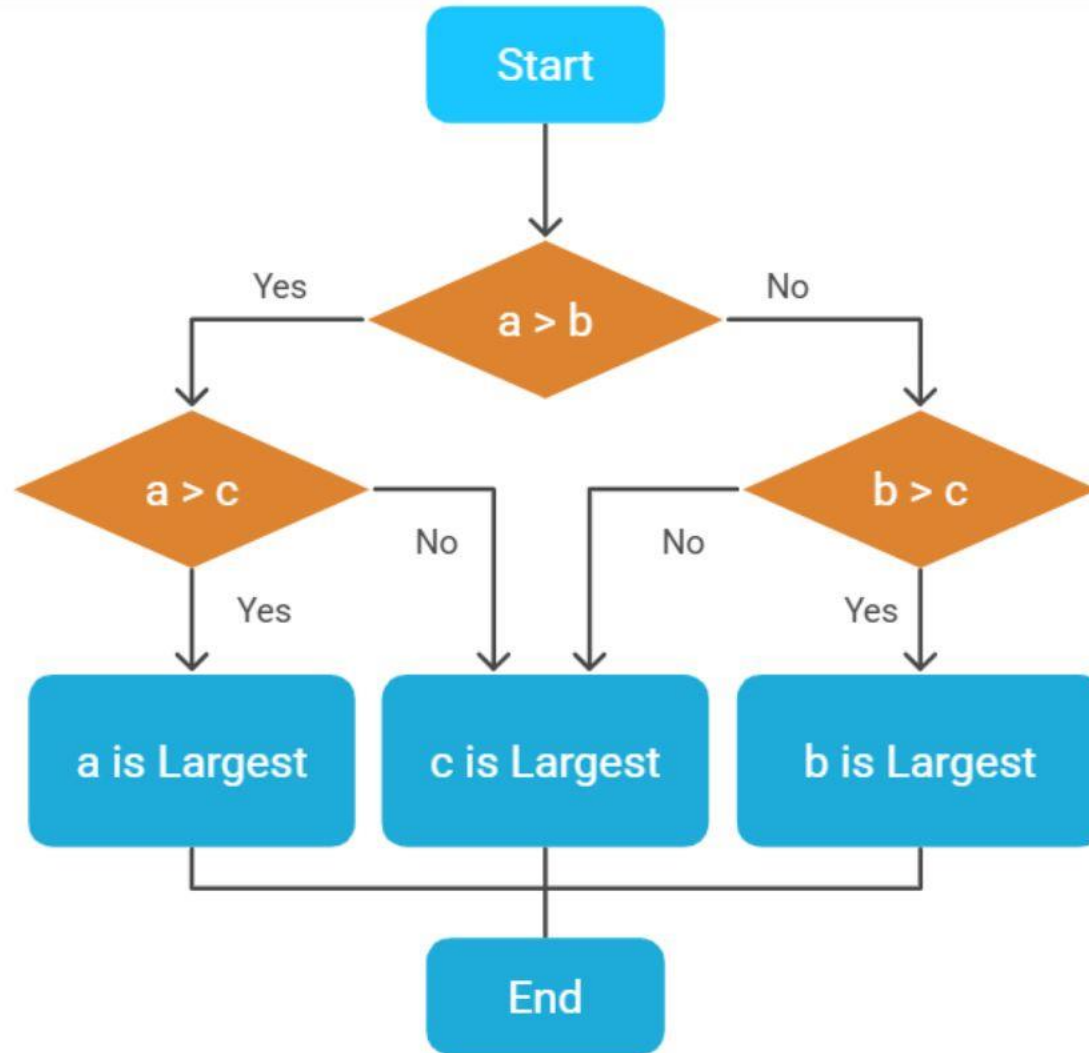 Start
Yes
No
a > b
a > c
b > c
No
No
Yes
Yes
a is Largest
c is Largest
b is Largest
End